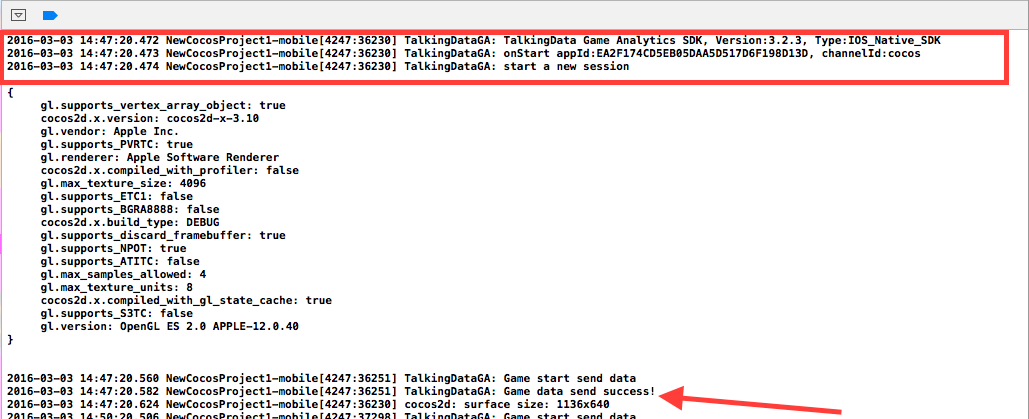 2016-03-03 14:47:20.472 NewCocosProject1-mobile[4247:36230] TalkingDataGA: TalkingData Game Analytics SDK, Version:3.2.3, Type:IOS_Native_SDK
2016-03-03 14:47:20.473 NewCocosProject1-mobile[4247:36230] TalkingDataGA: onStart appId:EA2F174CD5EB05DAA5D517D6F198D13D, channelId:cocos
2016-03-03 14:47:20.474 NewCocosProject1-mobile[4247:36230] TalkingDataGA: start a new session
{
gl.supports_vertex_array_object: true
cocos2d.x.version: cocos2d-x-3.10
gl.vendor: Apple Inc.
gl.supports_PVRTC: true
gl.renderer: Apple Software Renderer
cocos2d.x.compiled_with_profiler: false
gl.max_texture_size: 4096
gl.supports_ETC1: false
gl.supports_BGRA8888: false
cocos2d.x.build_type: DEBUG
gl.supports_discard_framebuffer: true
gl.supports_NPOT: true
gl.supports_ATITC: false
gl.max_samples_allowed: 4
gl.max_texture_units: 8
cocos2d.x.compiled_with_gl_state_cache: true
gl.supports_S3TC: false
gl.version: OpenGL ES 2.0 APPLE-12.0.40
}
2016-03-03 14:47:20.560 NewCocosProject1-mobile[4247:36251] TalkingDataGA: Game start send data
2016-03-03 14:47:20.582 NewCocosProject1-mobile[4247:36251] TalkingDataGA: Game data send success!
2016-03-03 14:47:20.624 NewCocosProject1-mobile[4247:36230] cocos2d: surface size: 1136x640
2016-03-03 14:50:20.506 NewCocosProject1-mobile[4247:37298] TalkingDataGA: Game start send data